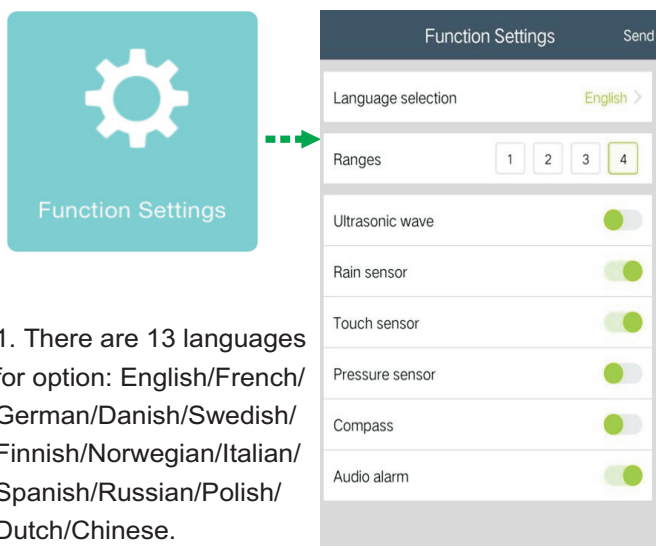 Function Settings
1. There are 13 languages
for option: English/French/
German/Danish/Swedish/
Finnish/Norwegian/Italian/
Spanish/Russian/Polish/
Dutch/Chinese.
Function Settings Send
Language selection English >
Ranges 1 2 3 4
Ultrasonic wave
Rain sensor
Touch sensor
Pressure sensor
Compass
Audio alarm